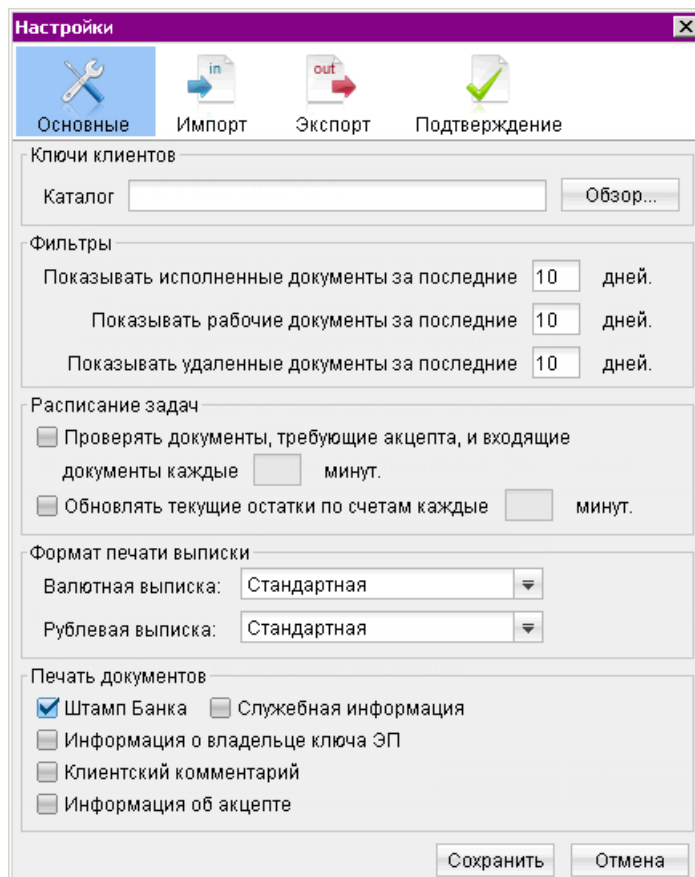 Настройки
in out
Основные Импорт Экспорт Подтверждение
Ключи клиентов
Каталог Обзор...
Фильтры
Показывать исполненные документы за последние 10 дней.
Показывать рабочие документы за последние 10 дней.
Показывать удаленные документы за последние 10 дней.
Расписание задач
Проверять документы, требующие акцепта, и входящие
документы каждые минут.
Обновлять текущие остатки по счетам каждые минут.
Формат печати выписки
Валютная выписка: Стандартная
Рублевая выписка: Стандартная
Печать документов
Штамп Банка Служебная информация
Информация о владельце ключа ЭП
Клиентский комментарий
Информация об акцепте
Сохранить Отмена